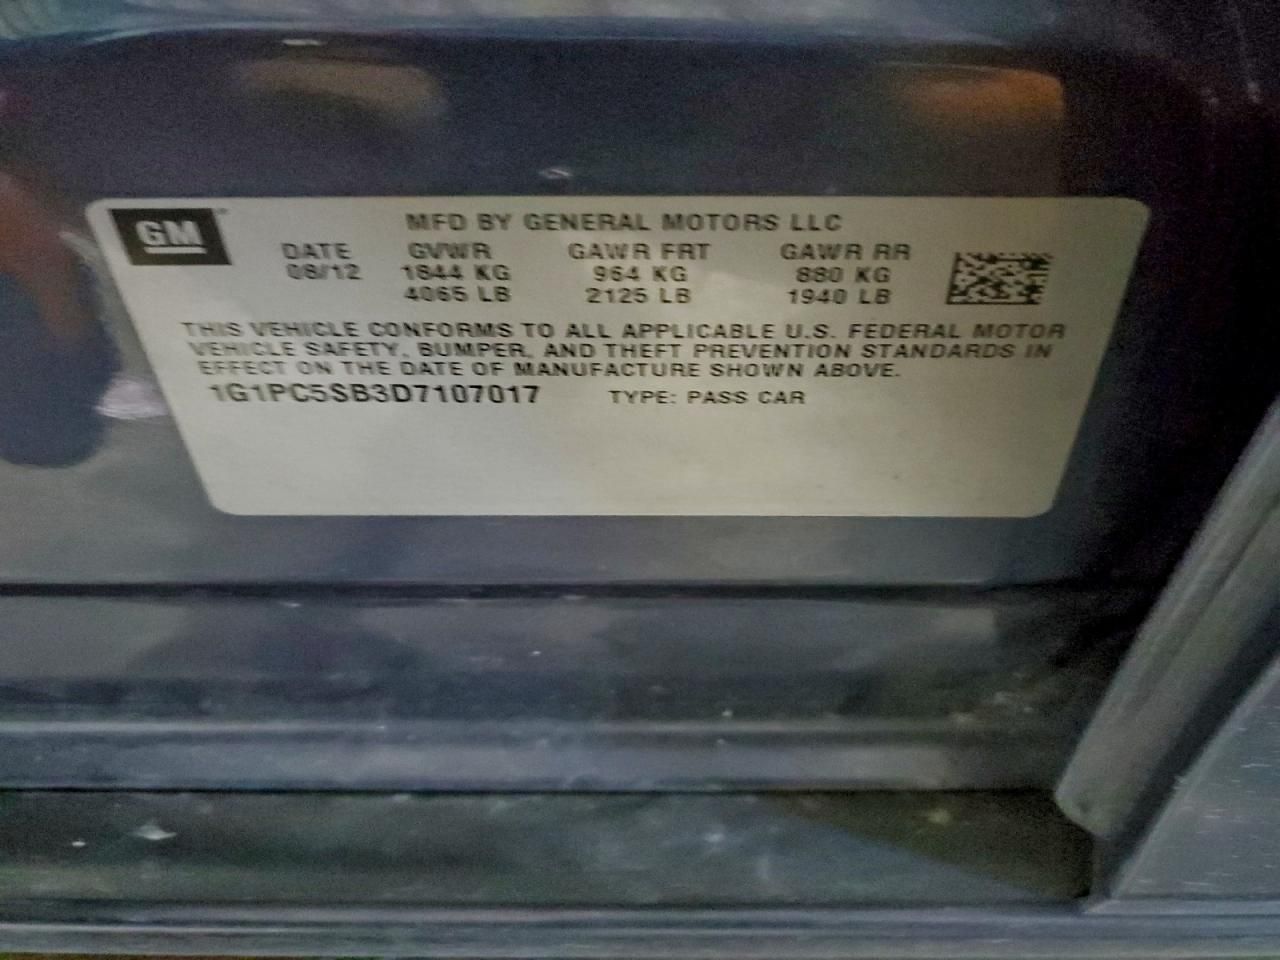 GM
MFD BY GENERAL MOTORS LLC
DATE GVWR GAWR FRT GAWR RR
08/12 1844 KG 964 KG 880 KG
4065 LB 2125 LB 1940 LB
THIS VEHICLE CONFORMS TO ALL APPLICABLE U.S. FEDERAL MOTOR
VEHICLE SAFETY, BUMPER, AND THEFT PREVENTION STANDARDS IN
EFFECT ON THE DATE OF MANUFACTURE SHOWN ABOVE.
1G1PC5SB3D7107017 TYPE: PASS CAR